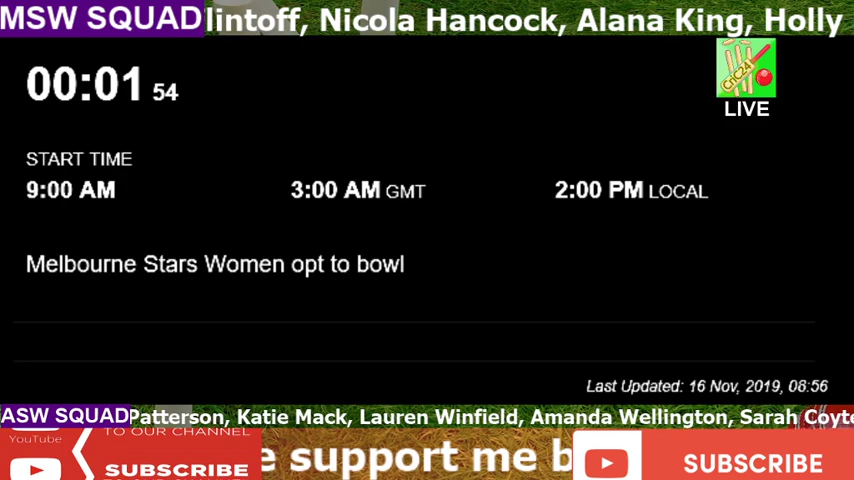 MSW SQUAD lintoff, Nicola Hancock, Alana King, Holly
00:01 54
CriC24
LIVE
START TIME
9:00 AM 3:00 AM GMT 2:00 PM LOCAL
Melbourne Stars Women opt to bowl
Last Updated: 16 Nov, 2019, 08:56
ASW SQUAD Patterson, Katie Mack, Lauren Winfield, Amanda Wellington, Sarah Coyte
YouTube TO OUR CHANNEL
SUBSCRIBE e support me b SUBSCRIBE